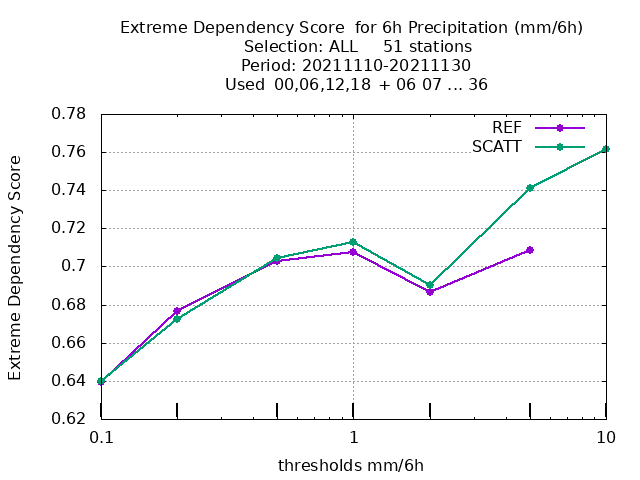 Extreme Dependency Score  for 6h Precipitation (mm/6h)
Selection: ALL     51 stations
Period: 20211110-20211130
Used  00,06,12,18 + 06 07 ... 36
REF
SCATT
Extreme Dependency Score
0.78
0.76
0.74
0.72
0.7
0.68
0.66
0.64
0.62
0.1
1
10
thresholds mm/6h